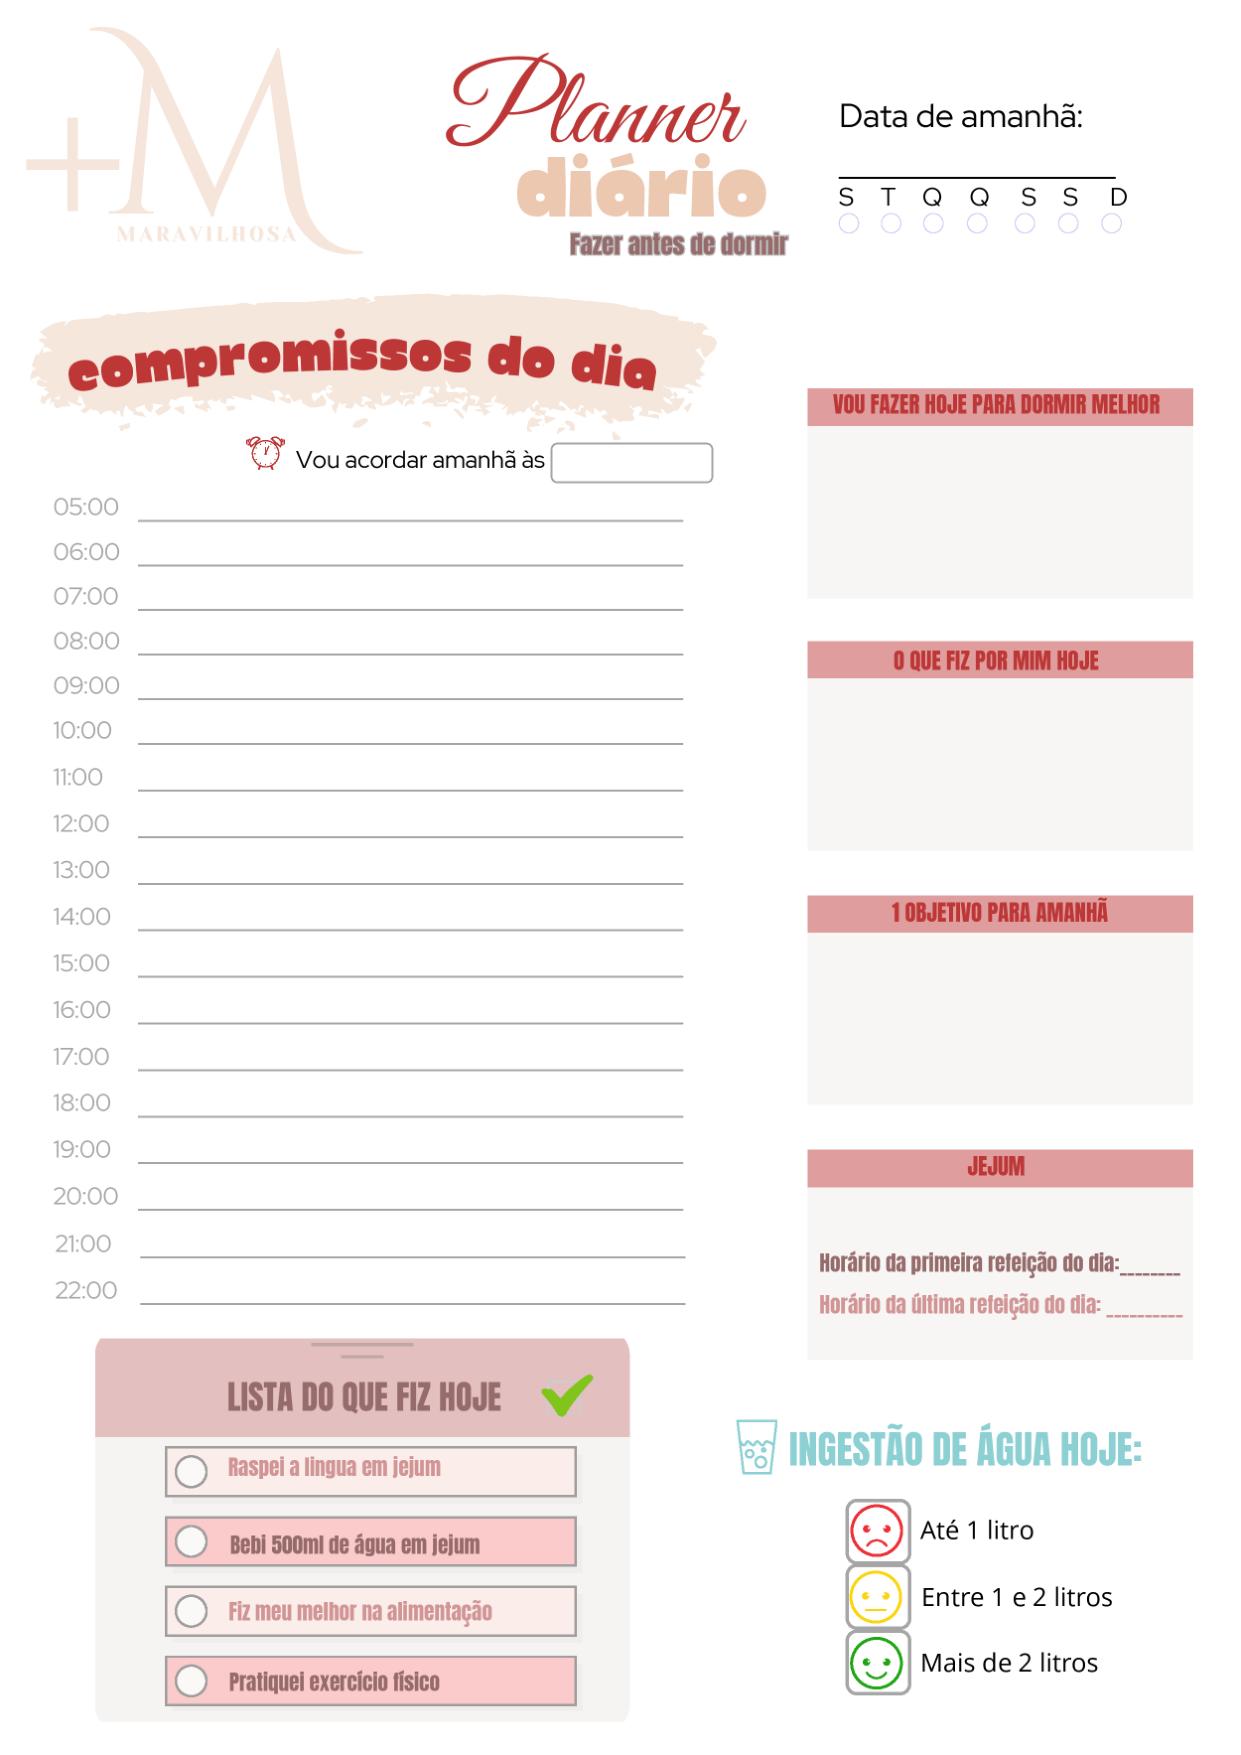 +M
MARAVILHOSA
Planner
diário
Fazer antes de dormir
Data de amanhã:
S T Q Q S S D
compromissos do dia
Vou acordar amanhã às
05:00
06:00
07:00
08:00
09:00
10:00
11:00
12:00
13:00
14:00
15:00
16:00
17:00
18:00
19:00
20:00
21:00
22:00
VOU FAZER HOJE PARA DORMIR MELHOR
O QUE FIZ POR MIM HOJE
1 OBJETIVO PARA AMANHÃ
JEJUM
Horário da primeira refeição do dia:________
Horário da última refeição do dia: __________
LISTA DO QUE FIZ HOJE
Raspei a lingua em jejum
Bebi 500ml de água em jejum
Fiz meu melhor na alimentação
Pratiquei exercício físico
INGESTÃO DE ÁGUA HOJE:
Até 1 litro
Entre 1 e 2 litros
Mais de 2 litros